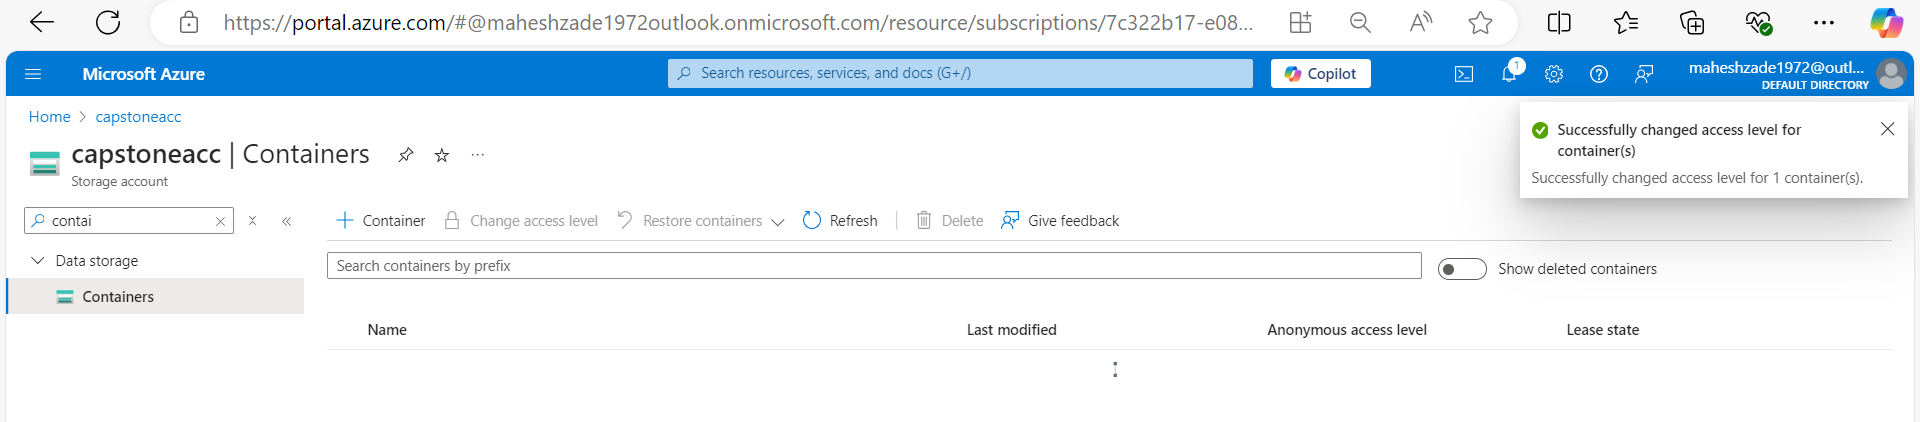 https://portal.azure.com/#@maheshzade1972outlook.onmicrosoft.com/resource/subscriptions/7c322b17-e08...
Microsoft Azure
Search resources, services, and docs (G+/)
Copilot
1
maheshzade1972@outl...
DEFAULT DIRECTORY
Home > capstoneacc
capstoneacc | Containers
Storage account
Successfully changed access level for
container(s)
Successfully changed access level for 1 container(s).
contai
Container
Change access level
Restore containers
Refresh
Delete
Give feedback
Data storage
Containers
Search containers by prefix
Show deleted containers
Name
Last modified
Anonymous access level
Lease state